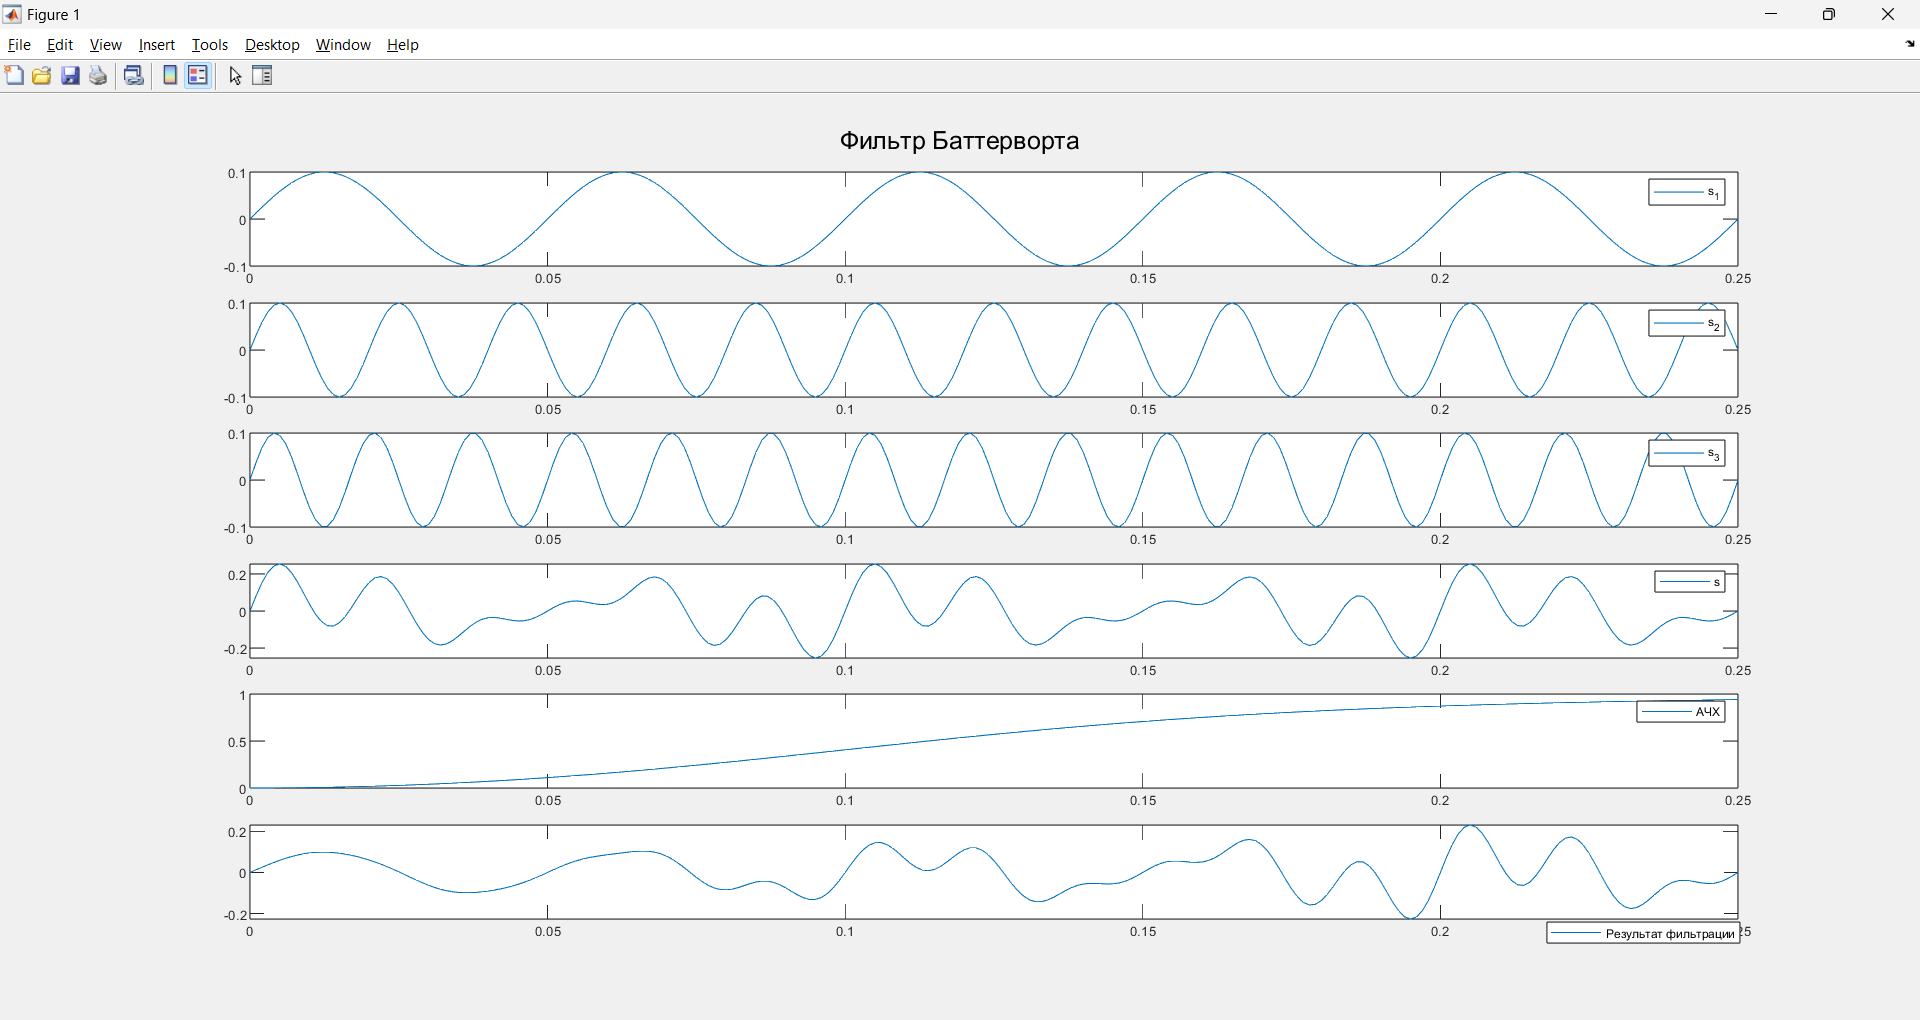 Figure 1
File Edit View Insert Tools Desktop Window Help
Фильтр Баттерворта
0.1
0
-0.1
0 0.05 0.1 0.15 0.2 0.25
s1
0.1
0
-0.1
0 0.05 0.1 0.15 0.2 0.25
s2
0.1
0
-0.1
0 0.05 0.1 0.15 0.2 0.25
s3
0.2
0
-0.2
0 0.05 0.1 0.15 0.2 0.25
s
1
0.5
0
0 0.05 0.1 0.15 0.2 0.25
АЧХ
0.2
0
-0.2
0 0.05 0.1 0.15 0.2 25
Результат фильтрации